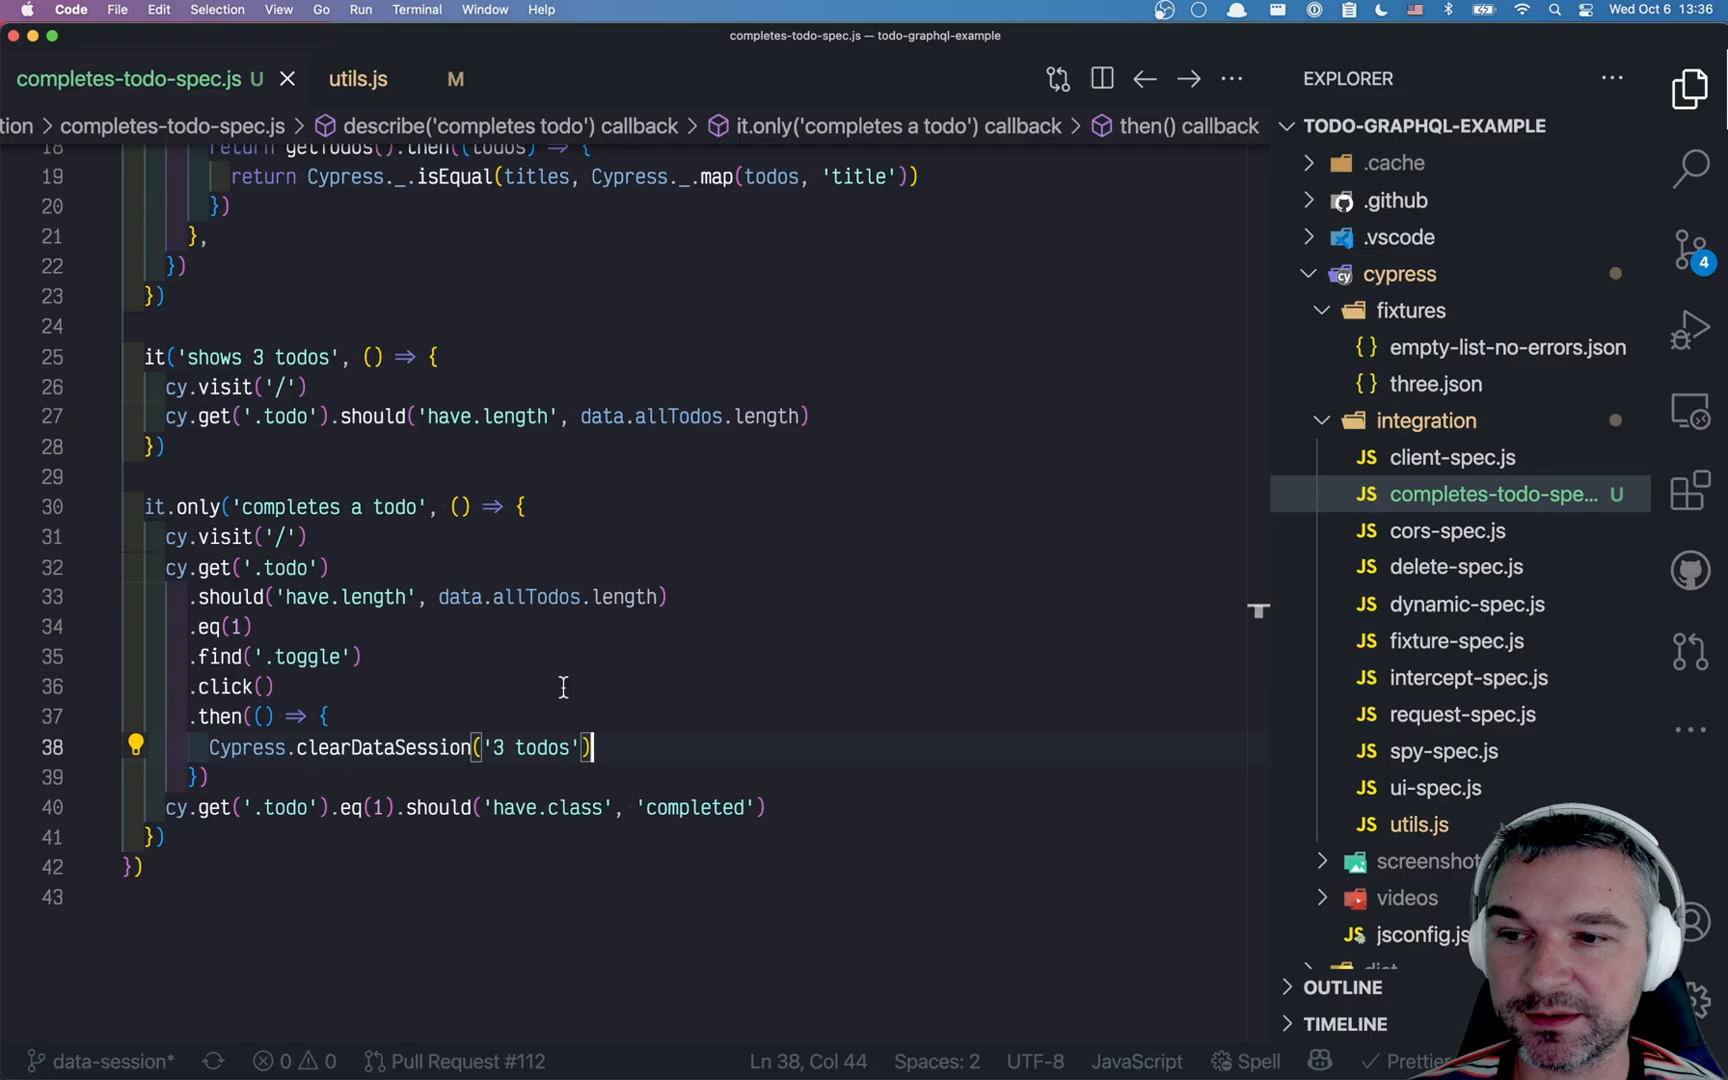 Code File Edit Selection View Go Run Terminal Window Help Wed Oct 6 13:36
completes-todo-spec.js — todo-graphql-example
completes-todo-spec.js U utils.js M
tion > completes-todo-spec.js > describe('completes todo') callback > it.only('completes a todo') callback > then() callback
18 return getTodos().then((todos) => {
19 return Cypress._.isEqual(titles, Cypress._.map(todos, 'title'))
20 })
21 },
22 })
23 })
24
25 it('shows 3 todos', () => {
26 cy.visit('/')
27 cy.get('.todo').should('have.length', data.allTodos.length)
28 })
29
30 it.only('completes a todo', () => {
31 cy.visit('/')
32 cy.get('.todo')
33 .should('have.length', data.allTodos.length)
34 .eq(1)
35 .find('.toggle')
36 .click()
37 .then(() => {
38 Cypress.clearDataSession('3 todos')
39 })
40 cy.get('.todo').eq(1).should('have.class', 'completed')
41 })
42 })
43
EXPLORER
TODO-GRAPHQL-EXAMPLE
.cache
.github
.vscode
cypress
fixtures
{ } empty-list-no-errors.json
{ } three.json
integration
JS client-spec.js
JS completes-todo-spe... U
JS cors-spec.js
JS delete-spec.js
JS dynamic-spec.js
JS fixture-spec.js
JS intercept-spec.js
JS request-spec.js
JS spy-spec.js
JS ui-spec.js
JS utils.js
screenshot
videos
JS jsconfig.js
OUTLINE
TIMELINE
4
data-session* 0 0 Pull Request #112 Ln 38, Col 44 Spaces: 2 UTF-8 JavaScript Spell Prettier